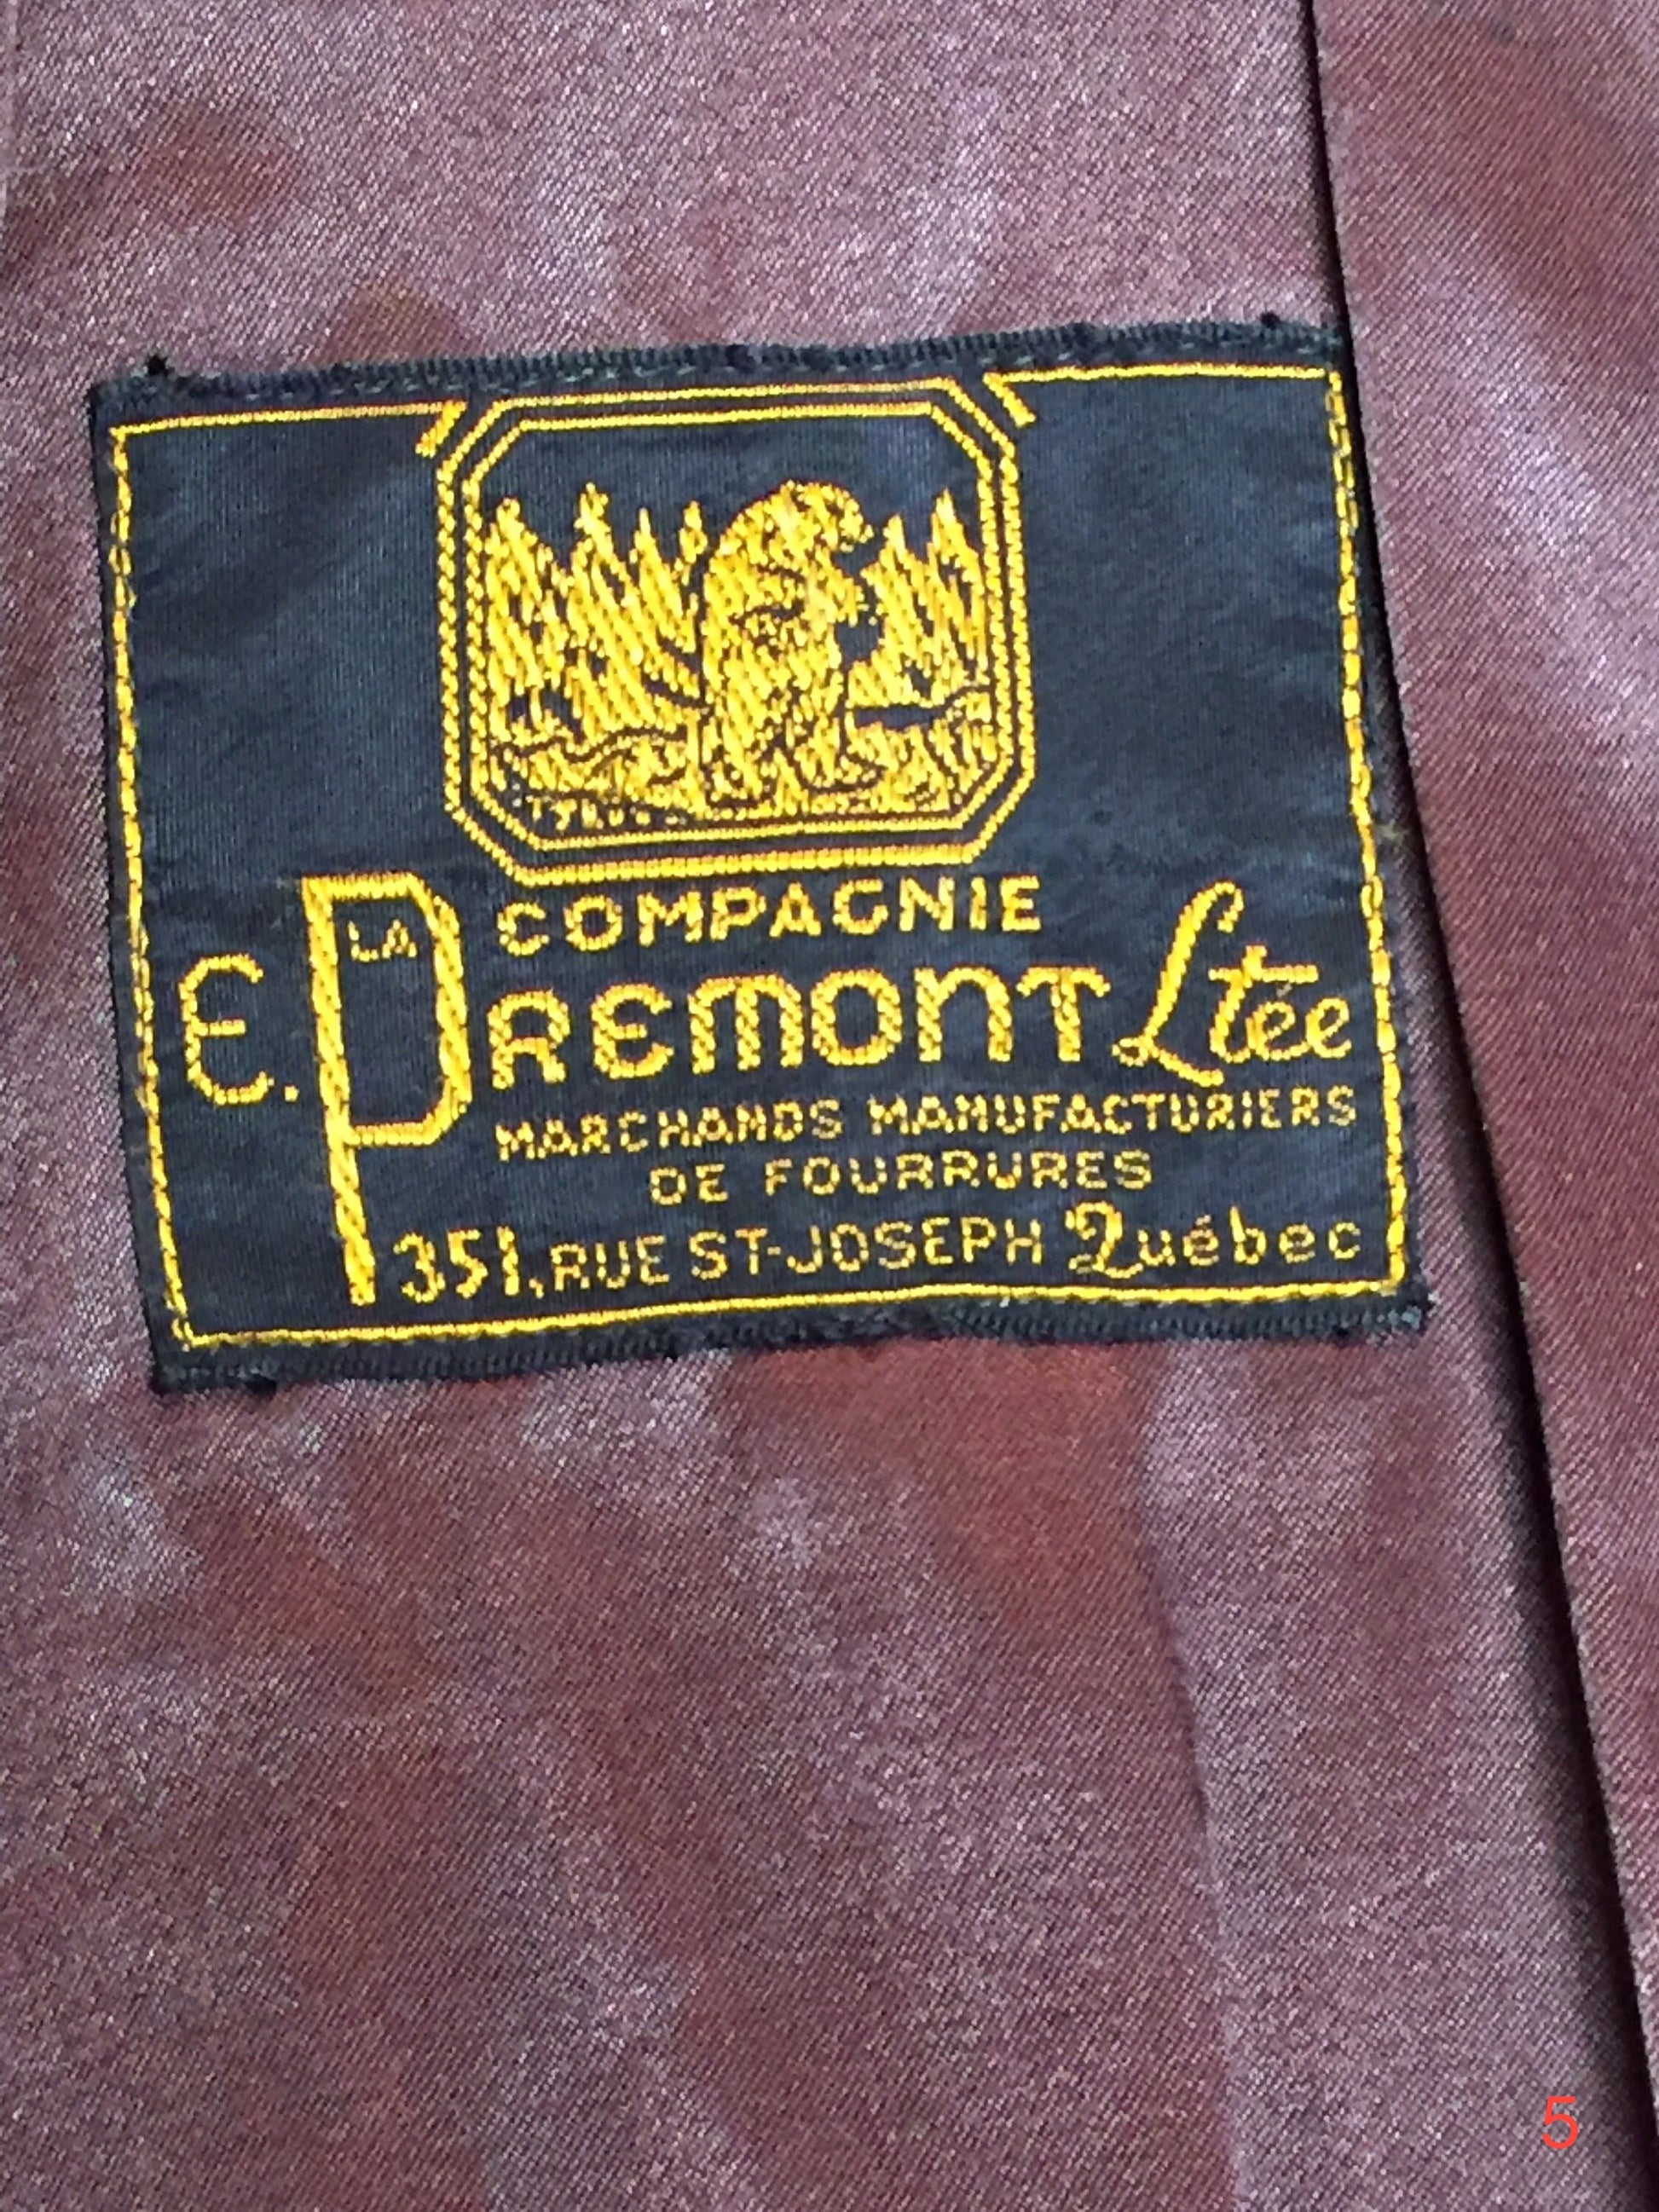 LA COMPAGNIE
E. PREMONT Ltée
MARCHANDS MANUFACTURIERS
DE FOURRURES
351, RUE ST-JOSEPH Québec
5